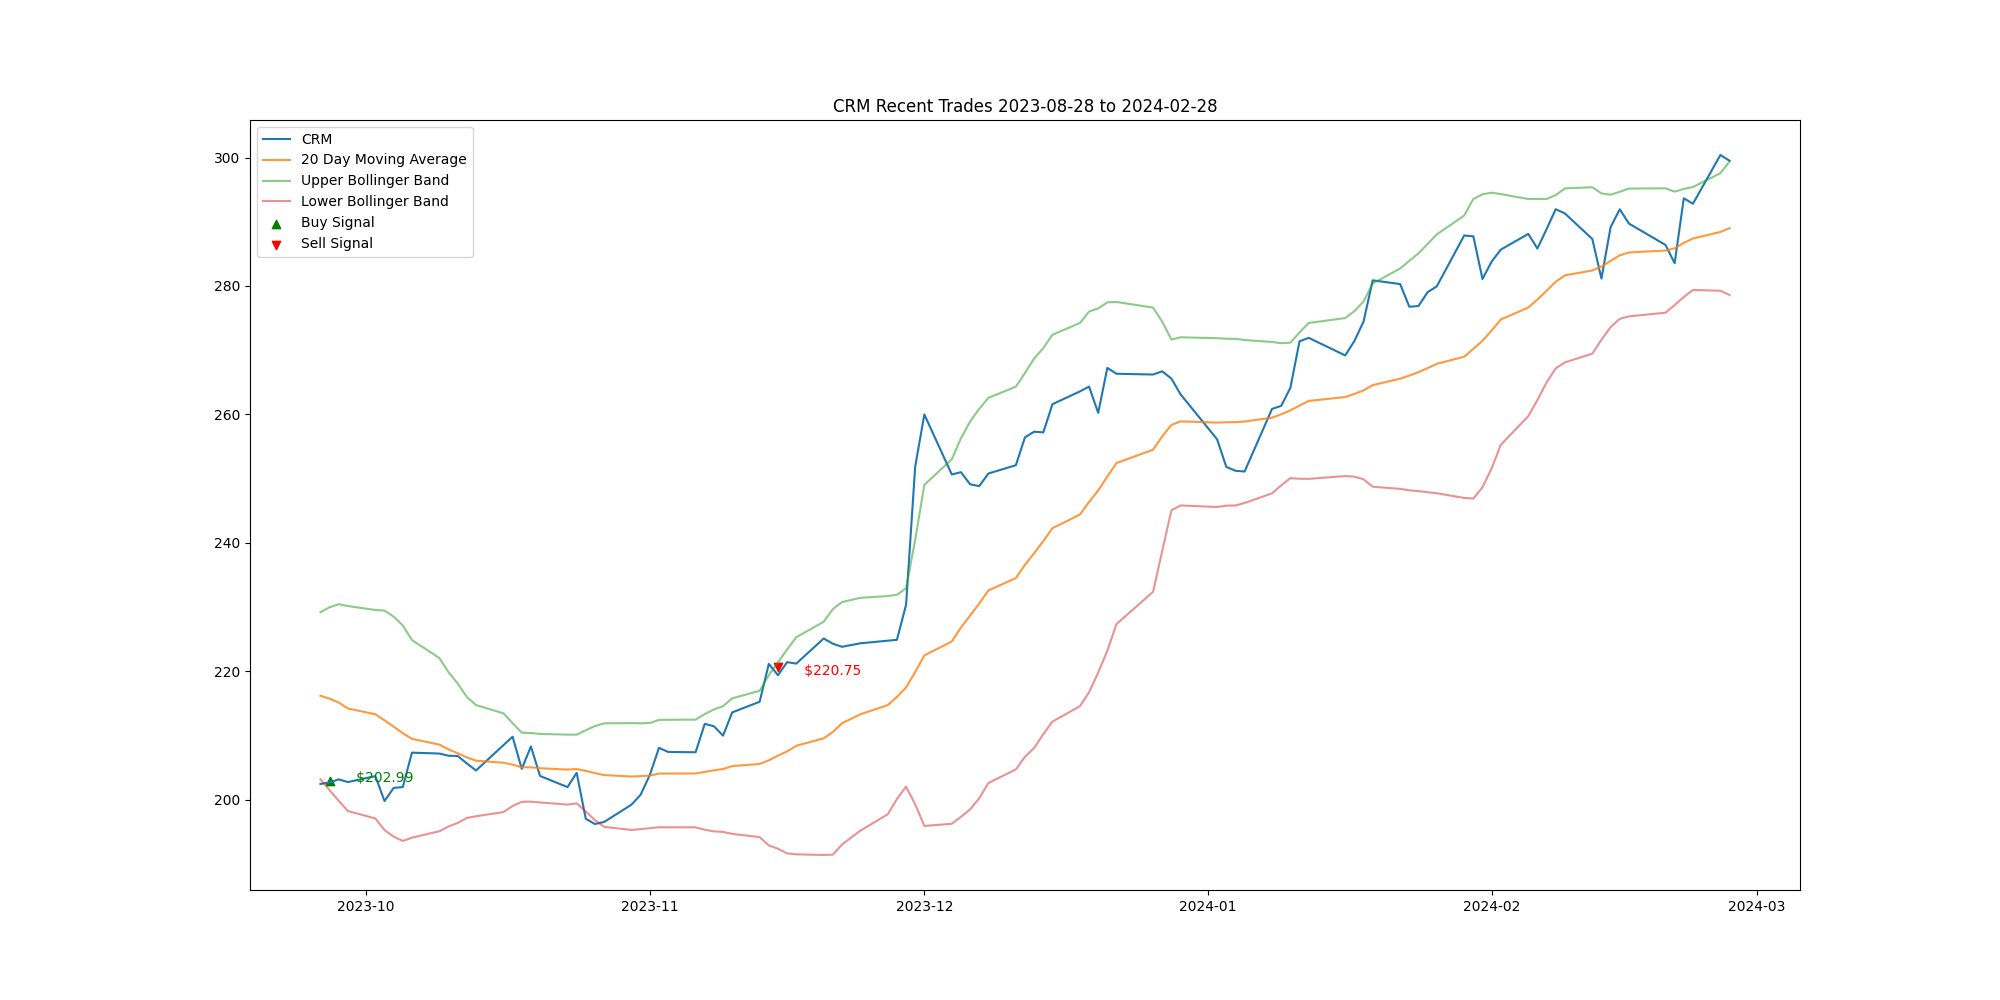 CRM Recent Trades 2023-08-28 to 2024-02-28
CRM
20 Day Moving Average
Upper Bollinger Band
Lower Bollinger Band
Buy Signal
Sell Signal
300
280
260
240
220
200
$220.75
$202.99
2023-10
2023-11
2023-12
2024-01
2024-02
2024-03